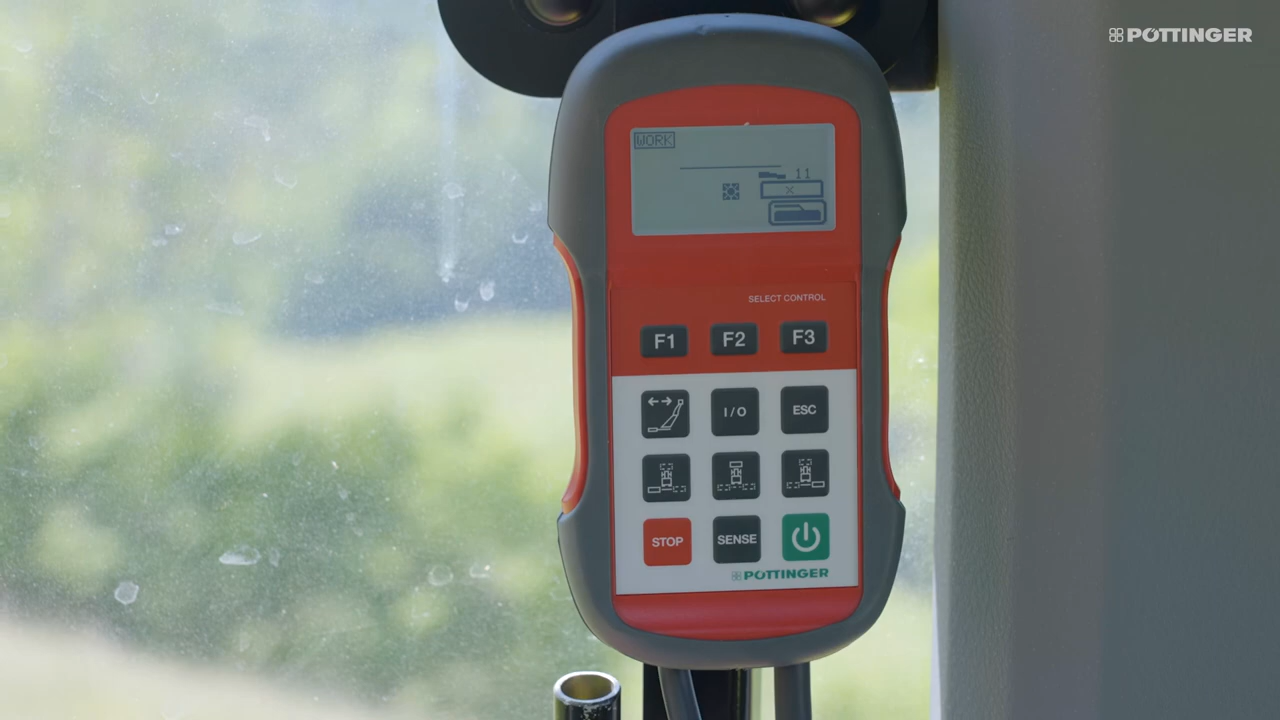 PÖTTINGER
WORK
11
SELECT CONTROL
F1 F2 F3
I/O ESC
STOP SENSE
PÖTTINGER